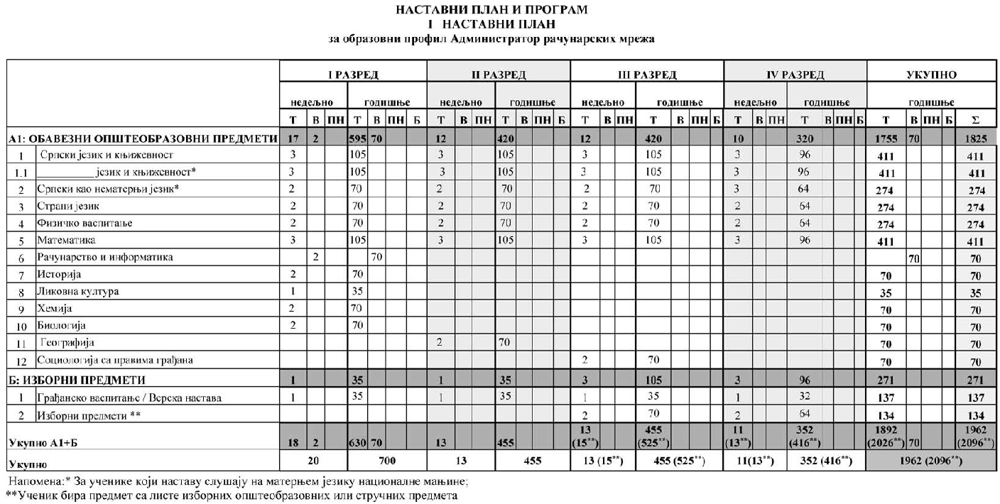 НАСТАВНИ ПЛАН И ПРОГРАМ
I НАСТАВНИ ПЛАН
за образовни профил Администратор рачунарских мрежа
I РАЗРЕД II РАЗРЕД III РАЗРЕД IV РАЗРЕД УКУПНО
недељно годишње недељно годишње недељно годишње недељно годишње годишње
Т В ПН Т В ПН Б Т В ПН Т В ПН Б Т В ПН Т В ПН Б Т В ПН Т В ПН Б Т В ПН Б Σ
А1: ОБАВЕЗНИ ОПШТЕОБРАЗОВНИ ПРЕДМЕТИ 17 2 595 70 12 420 12 420 10 320 1755 70 1825
1 Српски језик и књижевност 3 105 3 105 3 105 3 96 411 411
1.1 __________ језик и књижевност* 3 105 3 105 3 105 3 96 411 411
2 Српски као нематерњи језик* 2 70 2 70 2 70 3 64 274 274
3 Страни језик 2 70 2 70 2 70 2 64 274 274
4 Физичко васпитање 2 70 2 70 2 70 2 64 274 274
5 Математика 3 105 3 105 3 105 3 96 411 411
6 Рачунарство и информатика 2 70 70 70
7 Историја 2 70 70 70
8 Ликовна култура 1 35 35 35
9 Хемија 2 70 70 70
10 Биологија 2 70 70 70
11 Географија 2 70 70 70
12 Социологија са правима грађана 2 70 70 70
Б: ИЗБОРНИ ПРЕДМЕТИ 1 35 1 35 3 105 3 96 271 271
1 Грађанско васпитање / Верска настава 1 35 1 35 1 35 1 32 137 137
2 Изборни предмети ** 2 70 2 64 134 134
Укупно А1+Б 18 2 630 70 13 455 13 (15**) 455 (525**) 11 (13**) 352 (416**) 1892 (2026**) 70 1962 (2096**)
Укупно 20 700 13 455 13 (15**) 455 (525**) 11(13**) 352 (416**) 1962 (2096**)
Напомена:* За ученике који наставу слушају на матерњем језику националне мањине;
**Ученик бира предмет са листе изборних општеобразовних или стручних предмета